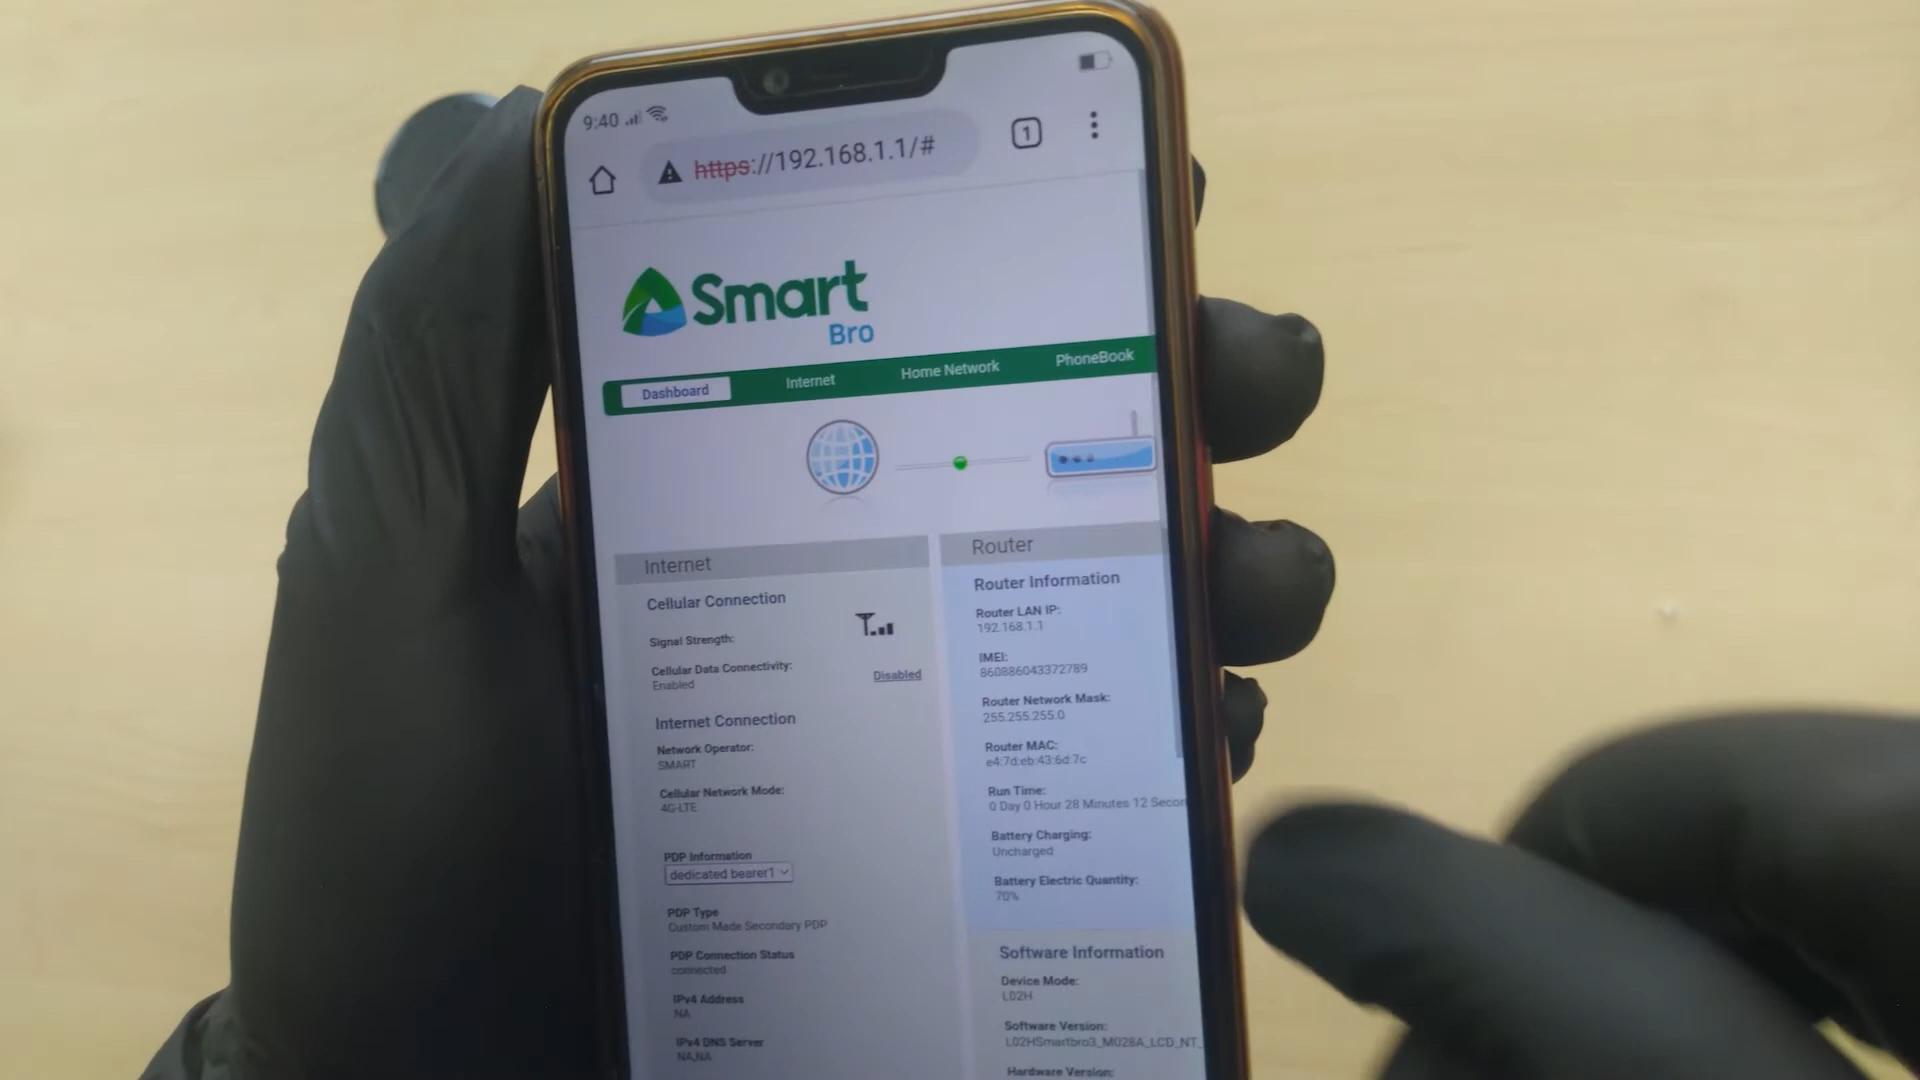 9:40
https://192.168.1.1/#
1
Smart
Bro
Dashboard Internet Home Network PhoneBook
Internet
Cellular Connection
Signal Strength:
Cellular Data Connectivity:
Enabled
Disabled
Internet Connection
Network Operator:
SMART
Cellular Network Mode:
4G-LTE
PDP Information
dedicated bearer1
PDP Type
Custom Made Secondary PDP
PDP Connection Status
connected
IPv4 Address
NA
IPv4 DNS Server
NA,NA
Router
Router Information
Router LAN IP:
192.168.1.1
IMEI:
860886043372789
Router Network Mask:
255.255.255.0
Router MAC:
e4:7d:eb:43:6d:7c
Run Time:
0 Day 0 Hour 28 Minutes 12 Secon
Battery Charging:
Uncharged
Battery Electric Quantity:
70%
Software Information
Device Mode:
L02H
Software Version:
L02HSmartbro3_M028A_LCD_NT_
Hardware Version: